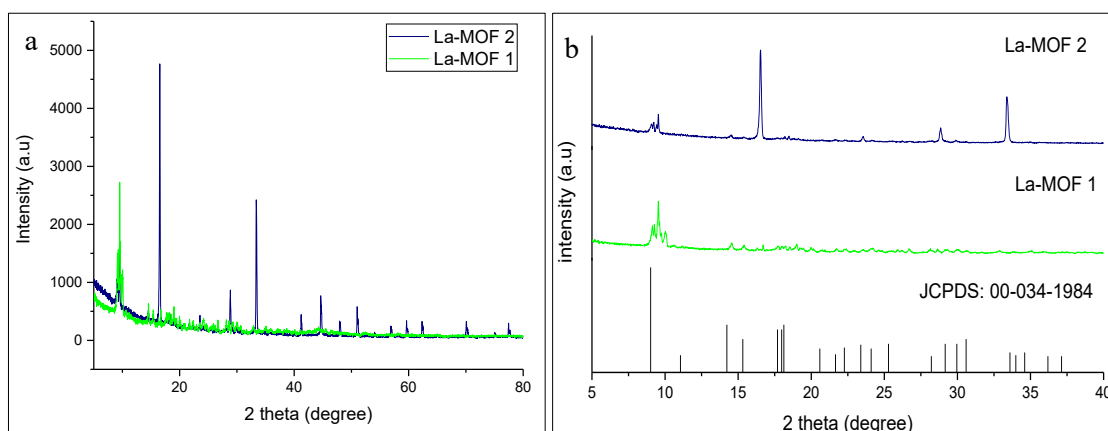 a
La-MOF 2
La-MOF 1
5000
4000
3000
2000
1000
0
Intensity (a.u)
20
40
60
80
2 theta (degree)
b
La-MOF 2
La-MOF 1
JCPDS: 00-034-1984
intensity (a.u)
5
10
15
20
25
30
35
40
2 theta (degree)